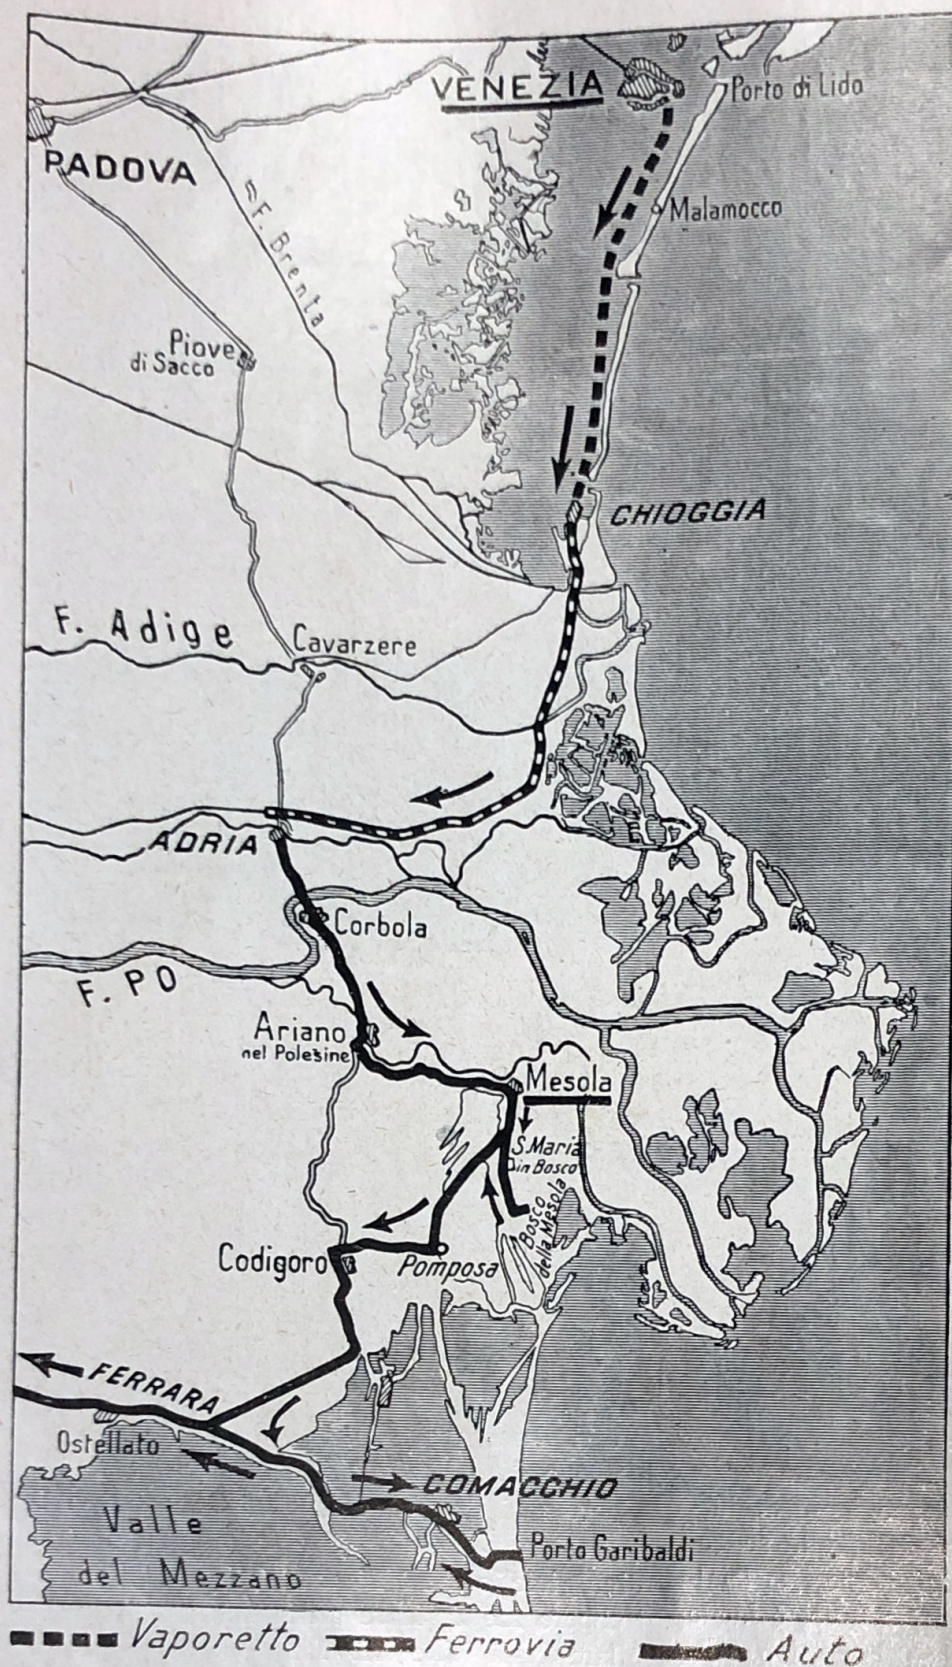 VENEZIA
Porto di Lido
PADOVA
Malamocco
F. Brenta
Piove
di Sacco
CHIOGGIA
F. Adige
Cavarzere
ADRIA
Corbola
F. PO
Ariano
nel Polesine
Mesola
S. Maria
in Bosco
Bosco
della Mesola
Codigoro
Pomposa
FERRARA
Ostellato
COMACCHIO
Valle
del Mezzano
Porto Garibaldi
Vaporetto Ferrovia Auto